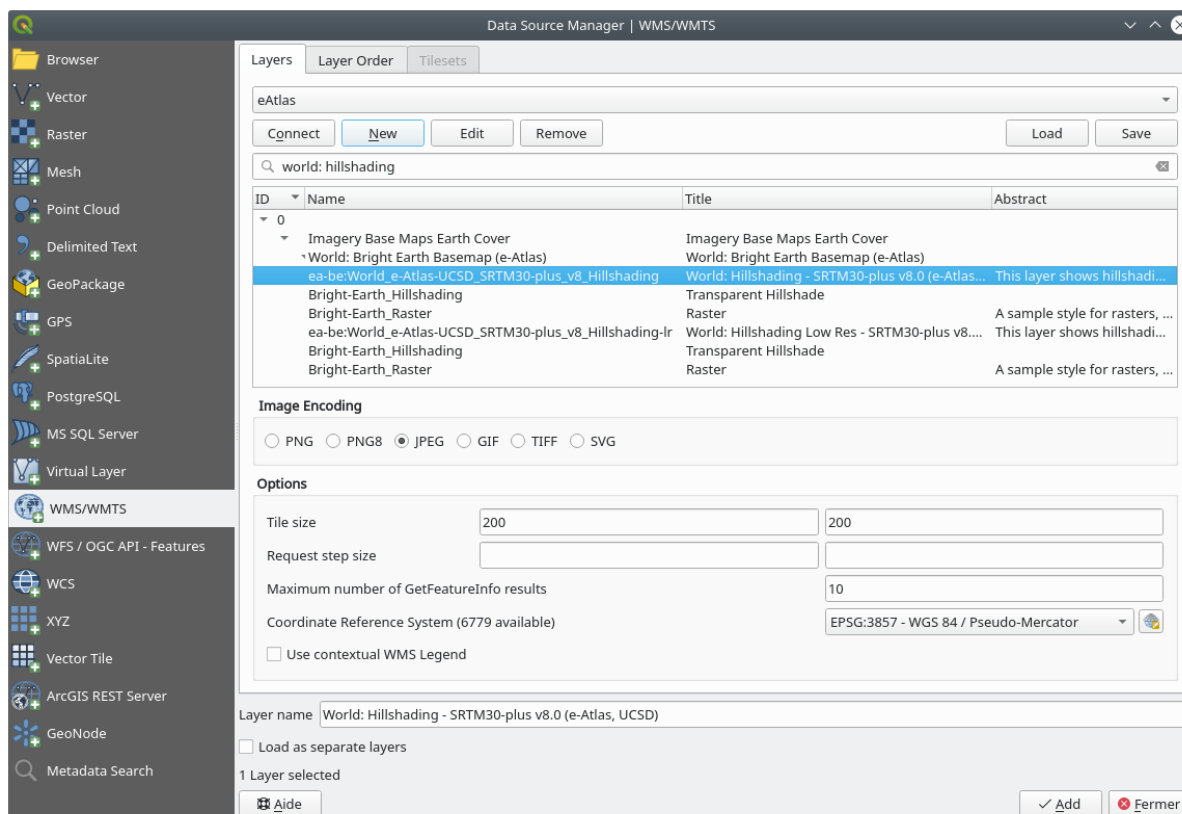 Data Source Manager | WMS/WMTS
Browser
Vector
Raster
Mesh
Point Cloud
Delimited Text
GeoPackage
GPS
SpatiaLite
PostgreSQL
MS SQL Server
Virtual Layer
WMS/WMTS
WFS / OGC API - Features
WCS
XYZ
Vector Tile
ArcGIS REST Server
GeoNode
Metadata Search
Layers Layer Order Tilesets
eAtlas
Connect New Edit Remove Load Save
world: hillshading
ID Name Title Abstract
0
Imagery Base Maps Earth Cover Imagery Base Maps Earth Cover
World: Bright Earth Basemap (e-Atlas) World: Bright Earth Basemap (e-Atlas)
ea-be:World_e-Atlas-UCSD_SRTM30-plus_v8_Hillshading World: Hillshading - SRTM30-plus v8.0 (e-Atlas... This layer shows hillshadi...
Bright-Earth_Hillshading Transparent Hillshade
Bright-Earth_Raster Raster A sample style for rasters, ...
ea-be:World_e-Atlas-UCSD_SRTM30-plus_v8_Hillshading-lr World: Hillshading Low Res - SRTM30-plus v8.... This layer shows hillshadi...
Bright-Earth_Hillshading Transparent Hillshade
Bright-Earth_Raster Raster A sample style for rasters, ...
Image Encoding
PNG PNG8 JPEG GIF TIFF SVG
Options
Tile size 200 200
Request step size
Maximum number of GetFeatureInfo results 10
Coordinate Reference System (6779 available) EPSG:3857 - WGS 84 / Pseudo-Mercator
Use contextual WMS Legend
Layer name World: Hillshading - SRTM30-plus v8.0 (e-Atlas, UCSD)
Load as separate layers
1 Layer selected
Aide Add Fermer